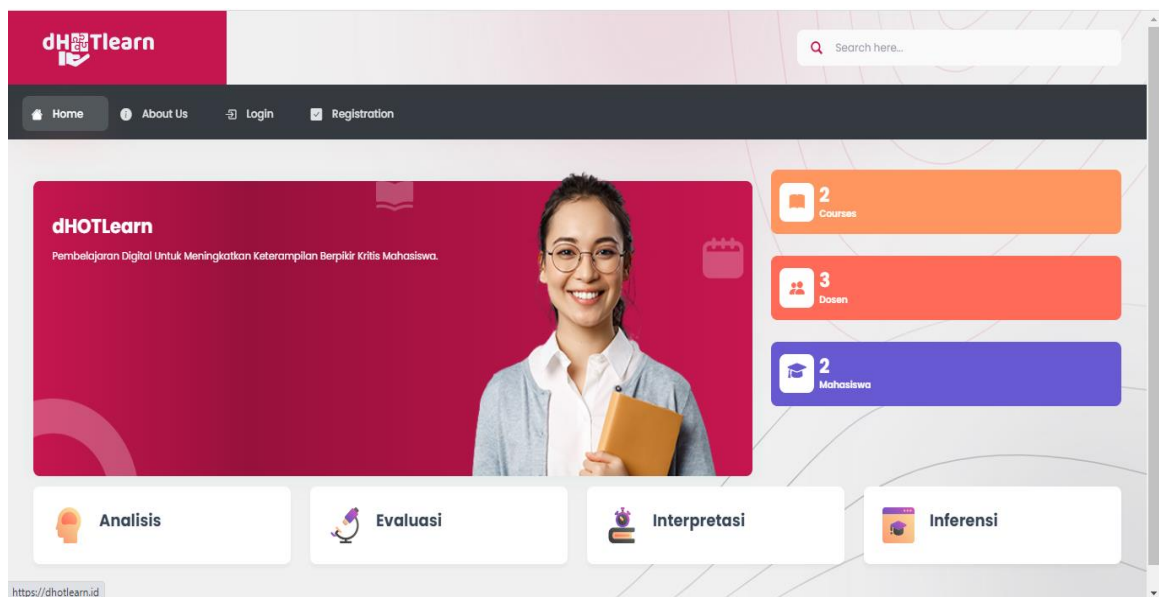 dHOTlearn
Search here...
Home
About Us
Login
Registration
dHOTLearn
Pembelajaran Digital Untuk Meningkatkan Keterampilan Berpikir Kritis Mahasiswa.
2
Courses
3
Dosen
2
Mahasiswa
Analisis
Evaluasi
Interpretasi
Inferensi
https://dhotlearn.id